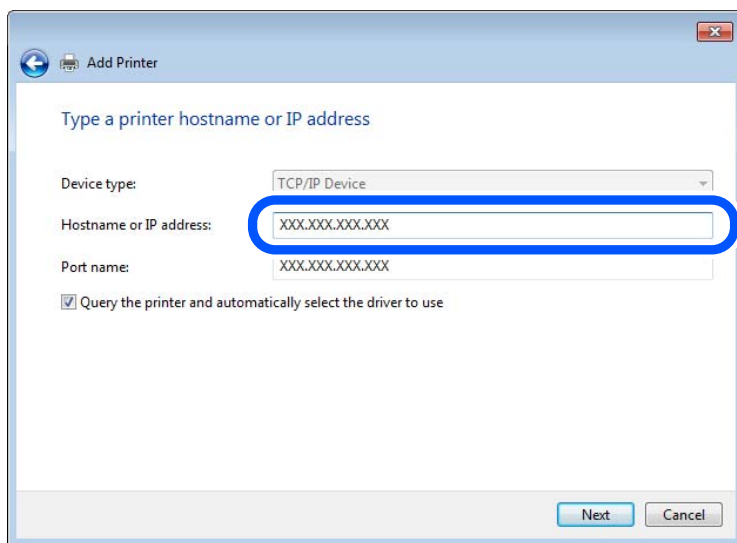 Add Printer
Type a printer hostname or IP address
Device type: TCP/IP Device
Hostname or IP address: XXX.XXX.XXX.XXX
Port name: XXX.XXX.XXX.XXX
Query the printer and automatically select the driver to use
Next Cancel